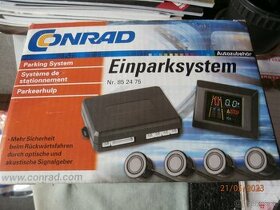 CONRAD
Autozubehör
Parking System
Système de
stationnement
Parkeerhulp
Einparksystem
Nr. 85 24 75
• Mehr Sicherheit
beim Rückwärtsfahren
durch optische und
akustische Signalgeber
www.conrad.com
21/05/2023